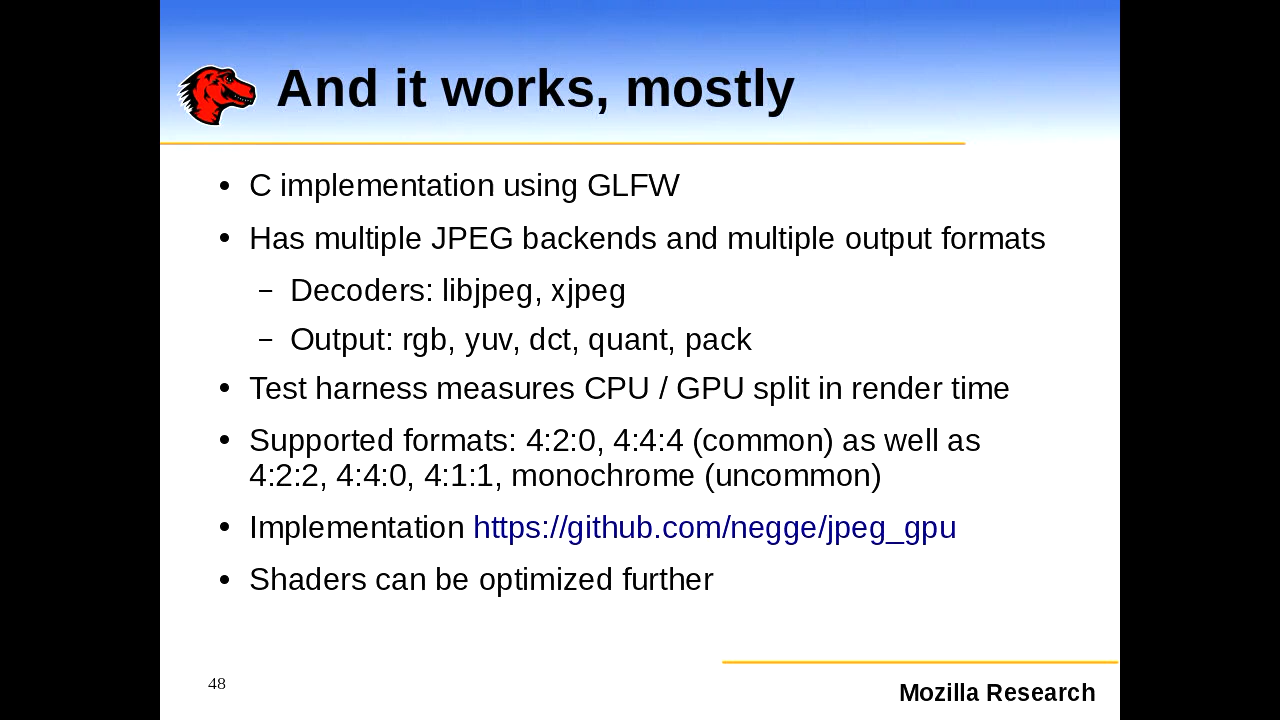 And it works, mostly
• C implementation using GLFW
• Has multiple JPEG backends and multiple output formats
– Decoders: libjpeg, xjpeg
– Output: rgb, yuv, dct, quant, pack
• Test harness measures CPU / GPU split in render time
• Supported formats: 4:2:0, 4:4:4 (common) as well as
4:2:2, 4:4:0, 4:1:1, monochrome (uncommon)
• Implementation https://github.com/negge/jpeg_gpu
• Shaders can be optimized further
48
Mozilla Research